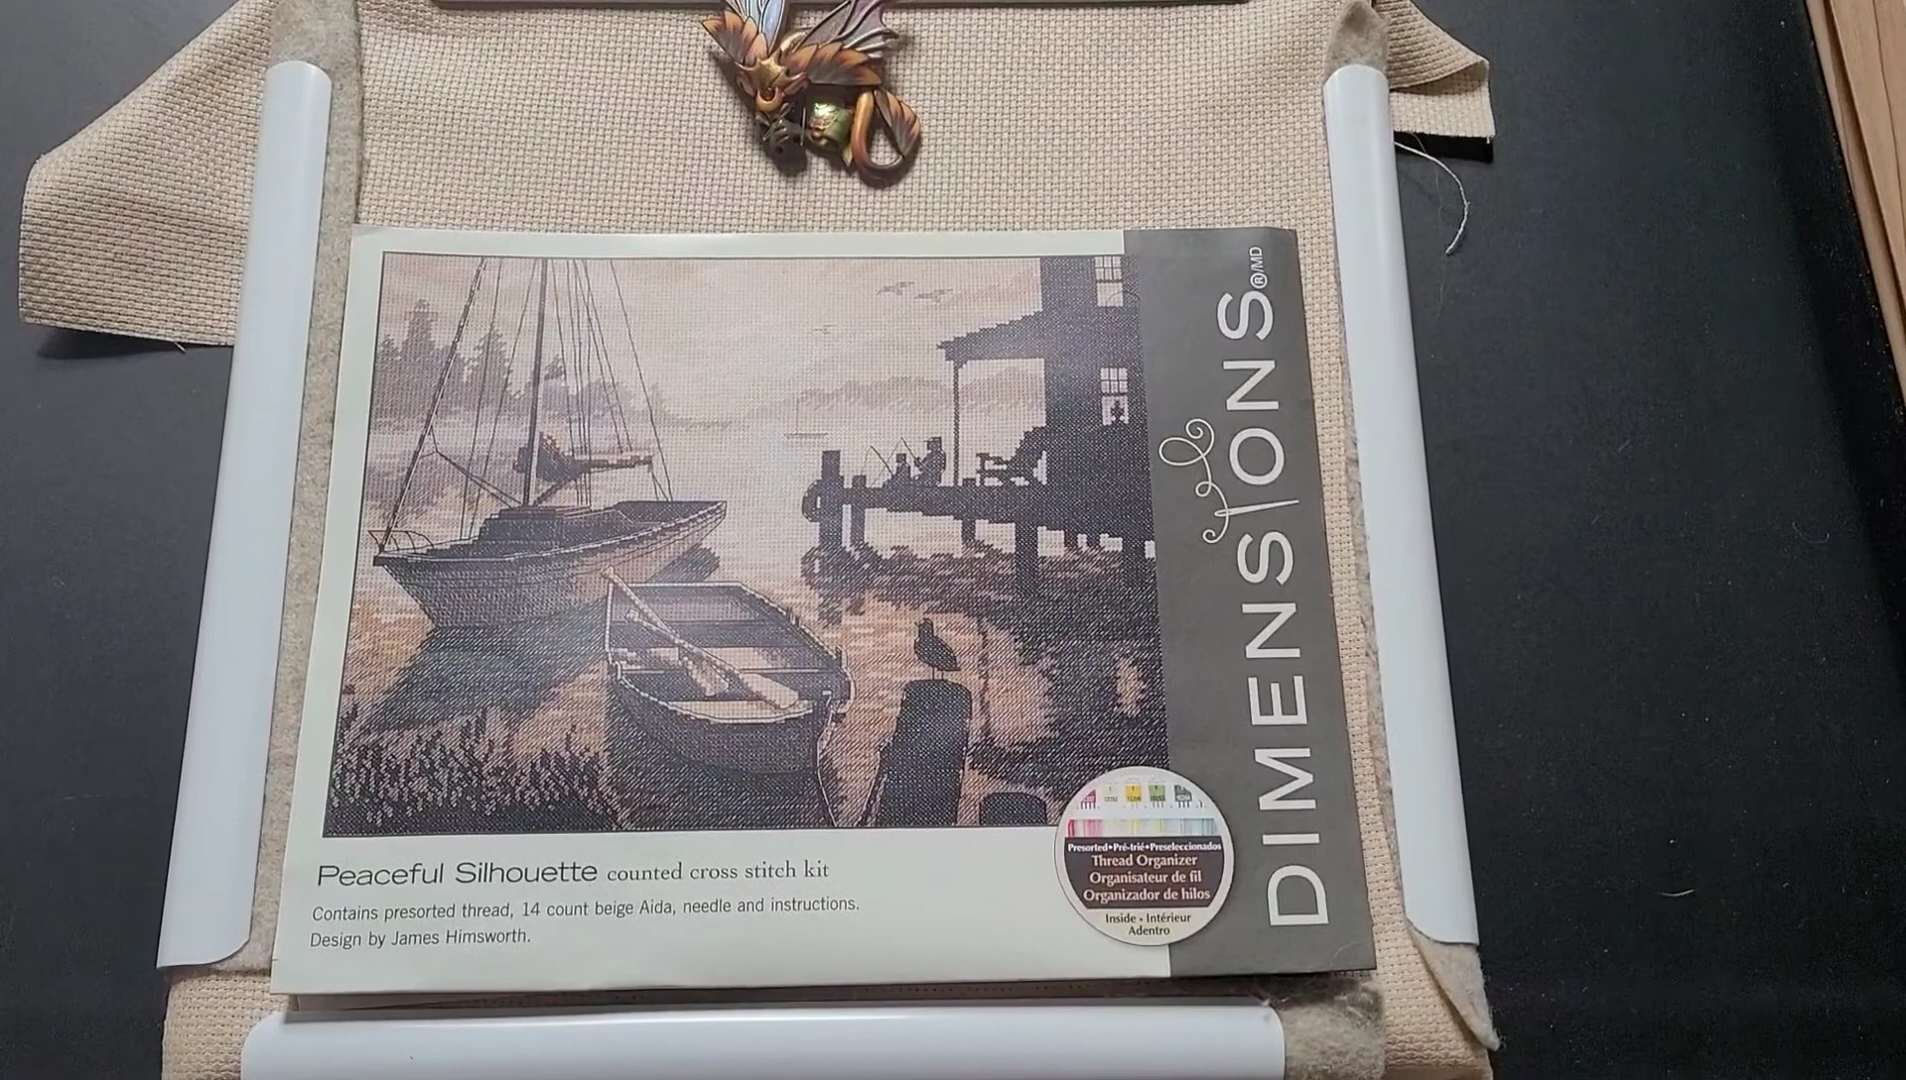 DIMENSIONS®/MD
Peaceful Silhouette counted cross stitch kit
Contains presorted thread, 14 count beige Aida, needle and instructions.
Design by James Himsworth.
Presorted•Pré-trié•Preseleccionados
Thread Organizer
Organisateur de fil
Organizador de hilos
Inside • Intérieur
Adentro